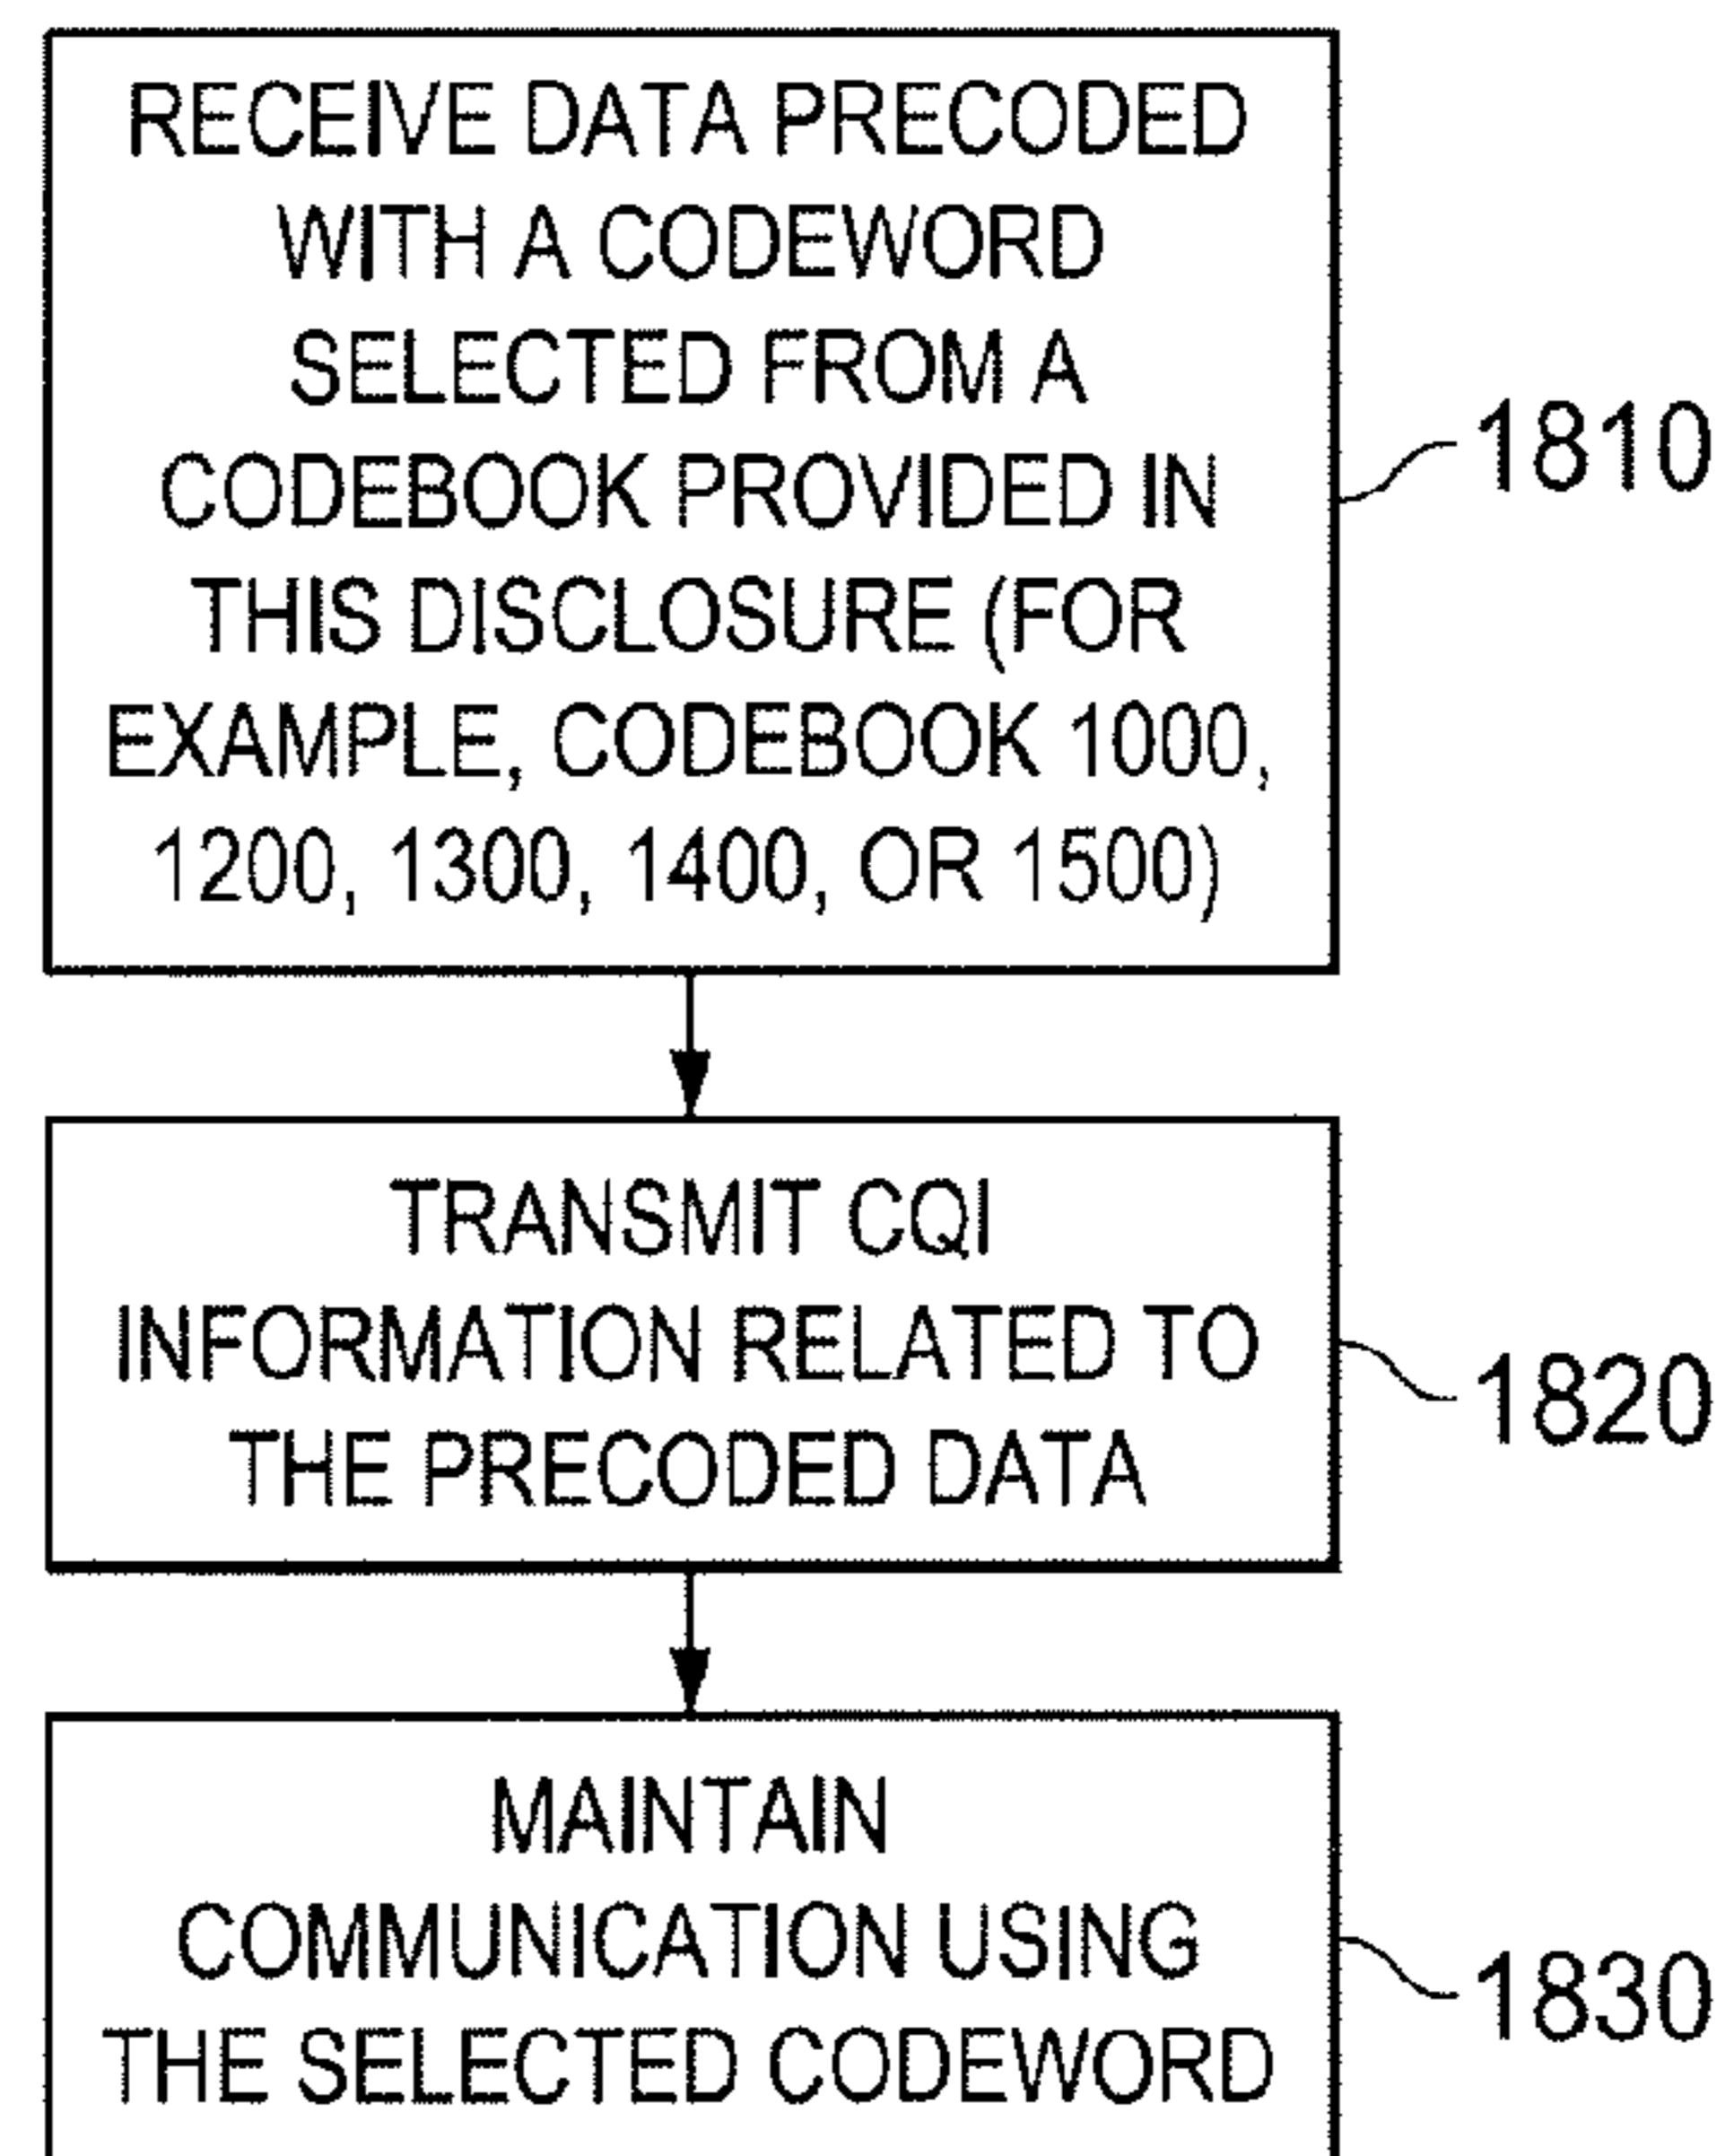 RECEIVE DATA PRECODED
WITH A CODEWORD
SELECTED FROM A
CODEBOOK PROVIDED IN
THIS DISCLOSURE (FOR
EXAMPLE, CODEBOOK 1000,
1200, 1300, 1400, OR 1500)
1810
TRANSMIT CQI
INFORMATION RELATED TO
THE PRECODED DATA
1820
MAINTAIN
COMMUNICATION USING
THE SELECTED CODEWORD
1830